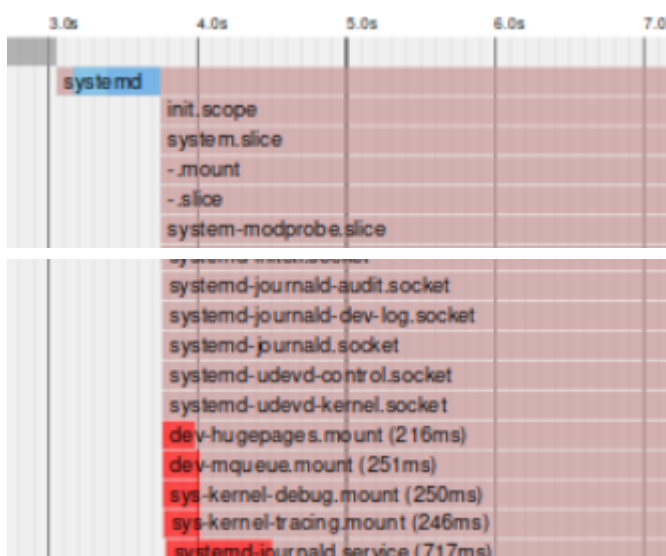 3.0s 4.0s 5.0s 6.0s 7.0
systemd
init.scope
system.slice
-.mount
-.slice
system-modprobe.slice
systemd-journald-audit.socket
systemd-journald-dev-log.socket
systemd-journald.socket
systemd-udevd-control.socket
systemd-udevd-kernel.socket
dev-hugepages.mount (216ms)
dev-mqueue.mount (251ms)
sys-kernel-debug.mount (250ms)
sys-kernel-tracing.mount (246ms)
systemd-journald.service (717ms)